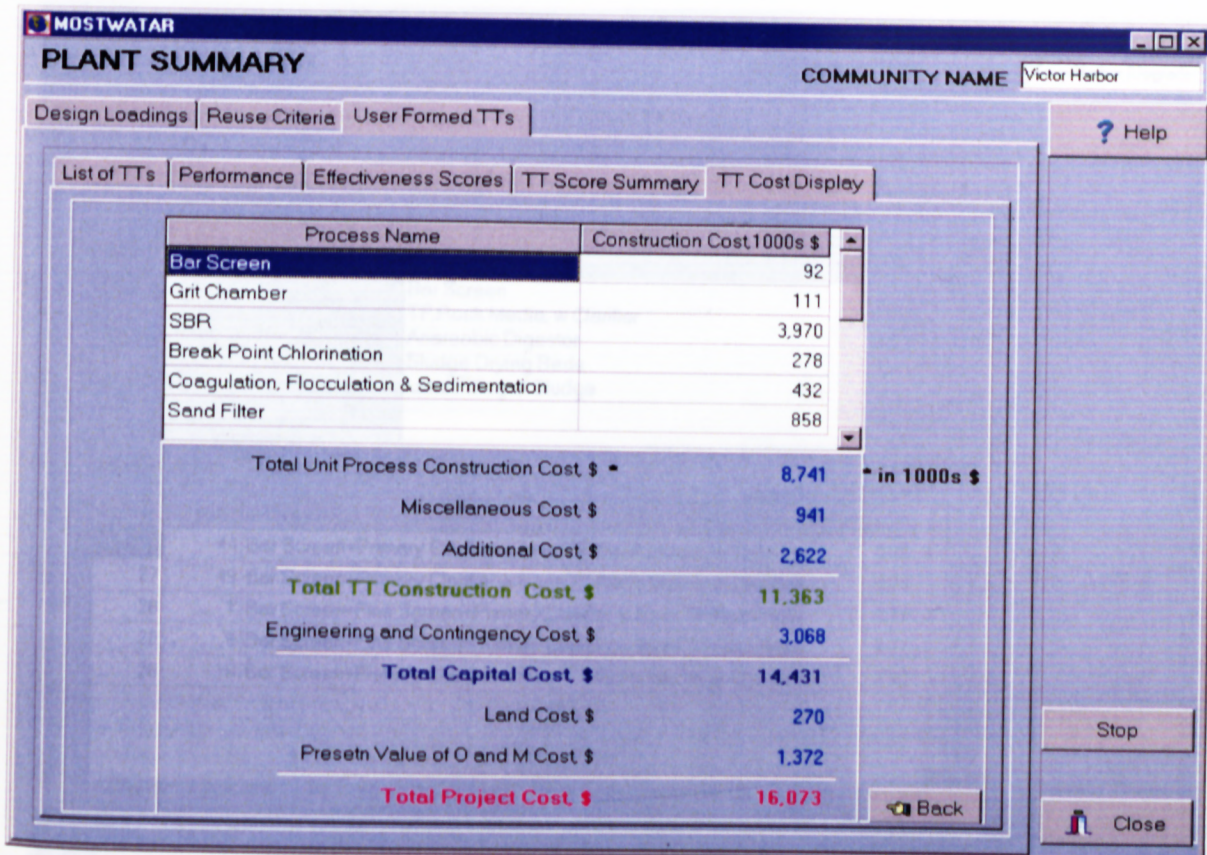 MOSTWATAR
PLANT SUMMARY
COMMUNITY NAME Victor Harbor
Design Loadings Reuse Criteria User Formed TTs
? Help
List of TTs Performance Effectiveness Scores TT Score Summary TT Cost Display
Process Name Construction Cost,1000s $
Bar Screen 92
Grit Chamber 111
SBR 3,970
Break Point Chlorination 278
Coagulation, Flocculation & Sedimentation 432
Sand Filter 858
Total Unit Process Construction Cost, $ * 8,741 * in 1000s $
Miscellaneous Cost, $ 941
Additional Cost, $ 2,622
Total TT Construction Cost, $ 11,363
Engineering and Contingency Cost, $ 3,068
Total Capital Cost, $ 14,431
Land Cost, $ 270
Stop
Presetn Value of O and M Cost, $ 1,372
Total Project Cost, $ 16,073
Back
Close